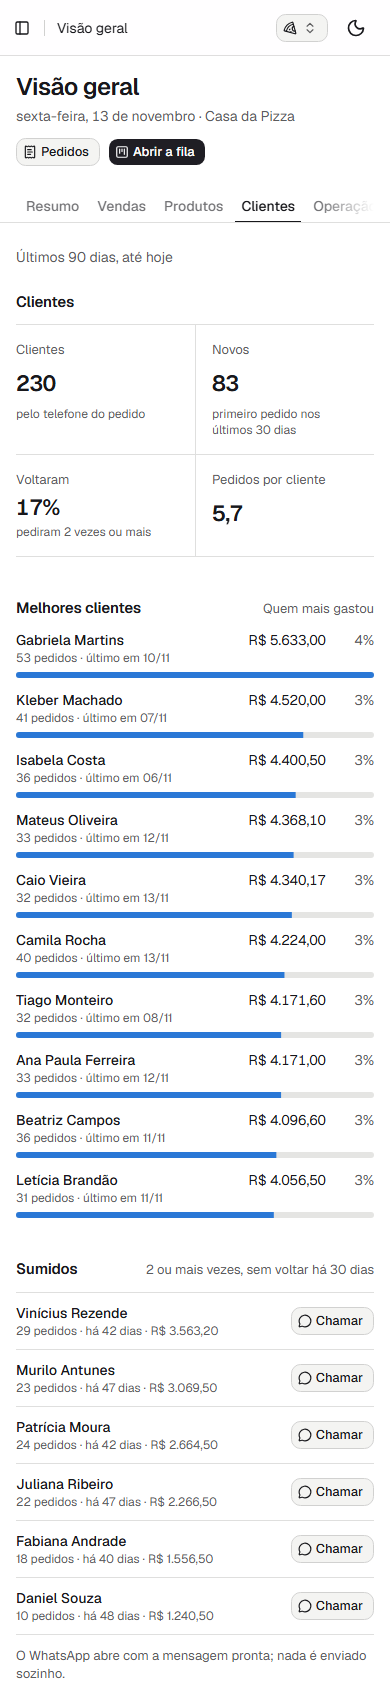 Visão geral
Visão geral
sexta-feira, 13 de novembro · Casa da Pizza
Pedidos
Abrir a fila
Resumo Vendas Produtos Clientes Operaçã
Últimos 90 dias, até hoje
Clientes
Clientes
230
pelo telefone do pedido
Novos
83
primeiro pedido nos
últimos 30 dias
Voltaram
17%
pediram 2 vezes ou mais
Pedidos por cliente
5,7
Melhores clientes Quem mais gastou
Gabriela Martins R$ 5.633,00 4%
53 pedidos · último em 10/11
Kleber Machado R$ 4.520,00 3%
41 pedidos · último em 07/11
Isabela Costa R$ 4.400,50 3%
36 pedidos · último em 06/11
Mateus Oliveira R$ 4.368,10 3%
33 pedidos · último em 12/11
Caio Vieira R$ 4.340,17 3%
32 pedidos · último em 13/11
Camila Rocha R$ 4.224,00 3%
40 pedidos · último em 13/11
Tiago Monteiro R$ 4.171,60 3%
32 pedidos · último em 08/11
Ana Paula Ferreira R$ 4.171,00 3%
33 pedidos · último em 12/11
Beatriz Campos R$ 4.096,60 3%
36 pedidos · último em 11/11
Letícia Brandão R$ 4.056,50 3%
31 pedidos · último em 11/11
Sumidos 2 ou mais vezes, sem voltar há 30 dias
Vinícius Rezende
29 pedidos · há 42 dias · R$ 3.563,20
Chamar
Murilo Antunes
23 pedidos · há 47 dias · R$ 3.069,50
Chamar
Patrícia Moura
24 pedidos · há 42 dias · R$ 2.664,50
Chamar
Juliana Ribeiro
22 pedidos · há 47 dias · R$ 2.266,50
Chamar
Fabiana Andrade
18 pedidos · há 40 dias · R$ 1.556,50
Chamar
Daniel Souza
10 pedidos · há 48 dias · R$ 1.240,50
Chamar
O WhatsApp abre com a mensagem pronta; nada é enviado
sozinho.